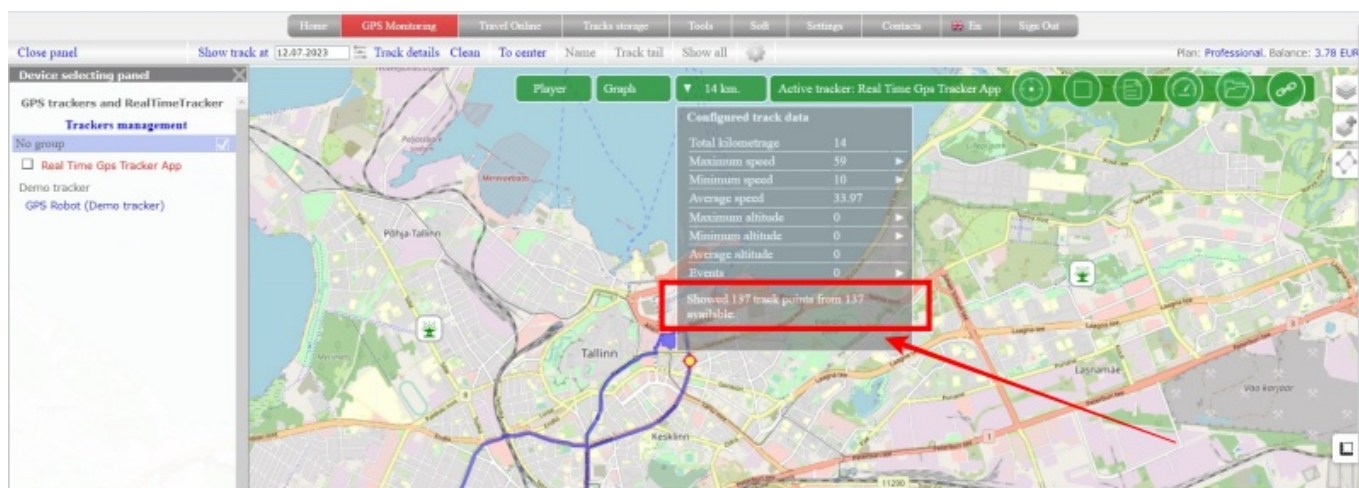 Home GPS Monitoring Travel Online Tracks storage Tools Soft Settings Contacts En Sign Out
Close panel Show track at 12.07.2023 Track details Clean To center Name Track tail Show all Plan: Professional. Balance: 3.78 EUR
Device selecting panel
GPS trackers and RealTimeTracker
Trackers management
No group
Real Time Gps Tracker App
Demo tracker
GPS Robot (Demo tracker)
Player Graph ▼ 14 km. Active tracker: Real Time Gps Tracker App
Configured track data
Total kilometrage 14
Maximum speed 59
Minimum speed 10
Average speed 33.97
Maximum altitude 0
Minimum altitude 0
Average altitude 0
Events 0
Showed 137 track points from 137
available.
Põhja-Tallinn
Tallinn
Kesklinn
Lasnamäe
Vao karjäär
11290
1